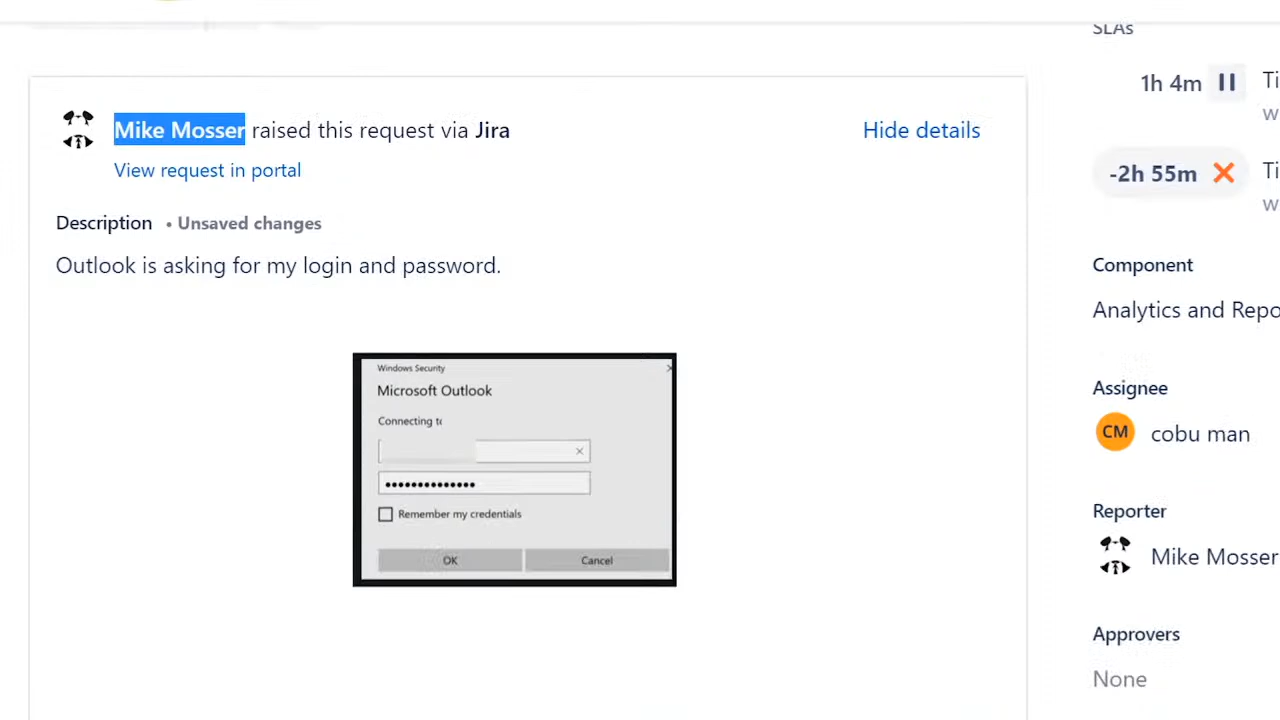 SLAs
Mike Mosser raised this request via Jira
Hide details
View request in portal
Description • Unsaved changes
Outlook is asking for my login and password.
Windows Security
Microsoft Outlook
Connecting to
Remember my credentials
OK
Cancel
1h 4m
-2h 55m
Component
Analytics and Repo
Assignee
CM
cobu man
Reporter
Mike Mosser
Approvers
None